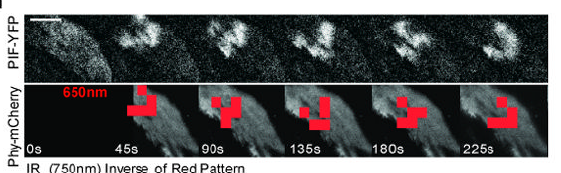 PIF-YFP
Phy-mCherry
650nm
0s
45s
90s
135s
180s
225s
IR (750nm) Inverse of Red Pattern